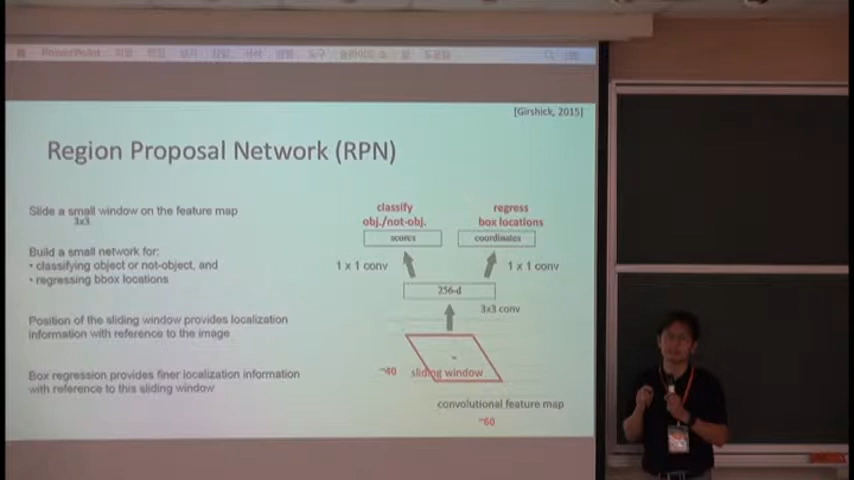 PowerPoint
[Girshick, 2015]
Region Proposal Network (RPN)
Slide a small window on the feature map
3x3
Build a small network for:
• classifying object or not-object, and
• regressing bbox locations
Position of the sliding window provides localization
information with reference to the image
Box regression provides finer localization information
with reference to this sliding window
classify
obj./not-obj.
regress
box locations
scores
coordinates
1 x 1 conv
1 x 1 conv
256-d
3x3 conv
~40
sliding window
convolutional feature map
~60